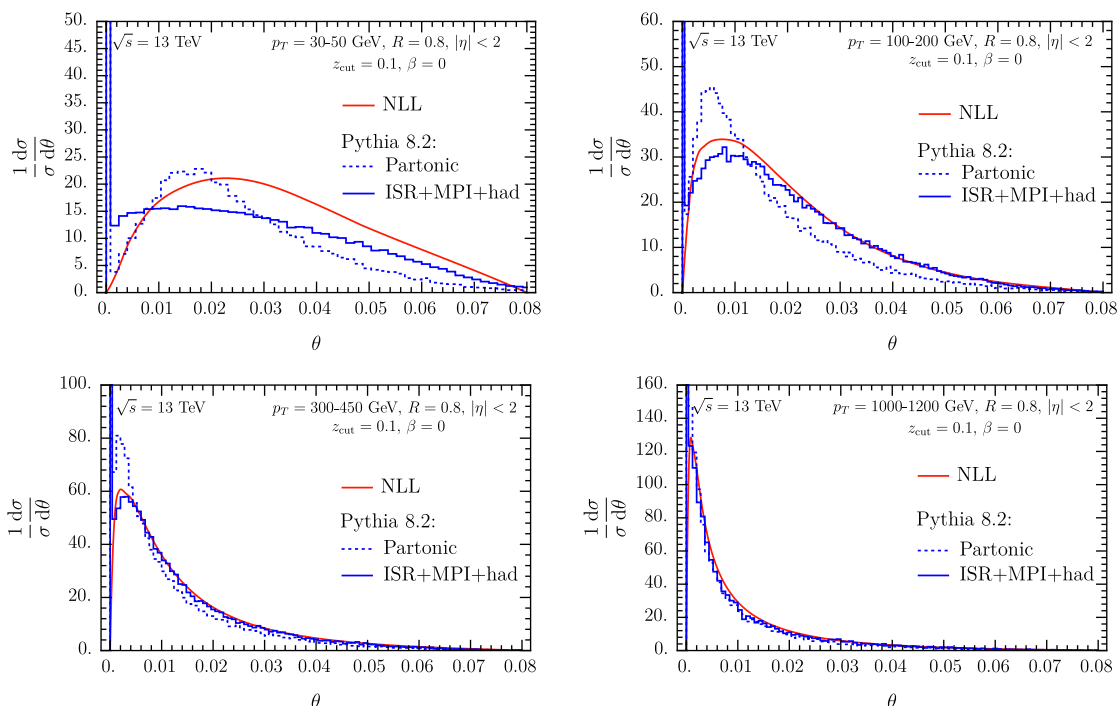 50.
45.
40.
35.
30.
25.
20.
15.
10.
5.
0.
√s = 13 TeV
p_T = 30-50 GeV, R = 0.8, |η| < 2
z_cut = 0.1, β = 0
NLL
Pythia 8.2:
Partonic
ISR+MPI+had
1/σ dσ/dθ
0. 0.01 0.02 0.03 0.04 0.05 0.06 0.07 0.08
θ
60.
50.
40.
30.
20.
10.
0.
√s = 13 TeV
p_T = 100-200 GeV, R = 0.8, |η| < 2
z_cut = 0.1, β = 0
NLL
Pythia 8.2:
Partonic
ISR+MPI+had
1/σ dσ/dθ
0. 0.01 0.02 0.03 0.04 0.05 0.06 0.07 0.08
θ
100.
80.
60.
40.
20.
0.
√s = 13 TeV
p_T = 300-450 GeV, R = 0.8, |η| < 2
z_cut = 0.1, β = 0
NLL
Pythia 8.2:
Partonic
ISR+MPI+had
1/σ dσ/dθ
0. 0.01 0.02 0.03 0.04 0.05 0.06 0.07 0.08
θ
160.
140.
120.
100.
80.
60.
40.
20.
0.
√s = 13 TeV
p_T = 1000-1200 GeV, R = 0.8, |η| < 2
z_cut = 0.1, β = 0
NLL
Pythia 8.2:
Partonic
ISR+MPI+had
1/σ dσ/dθ
0. 0.01 0.02 0.03 0.04 0.05 0.06 0.07 0.08
θ